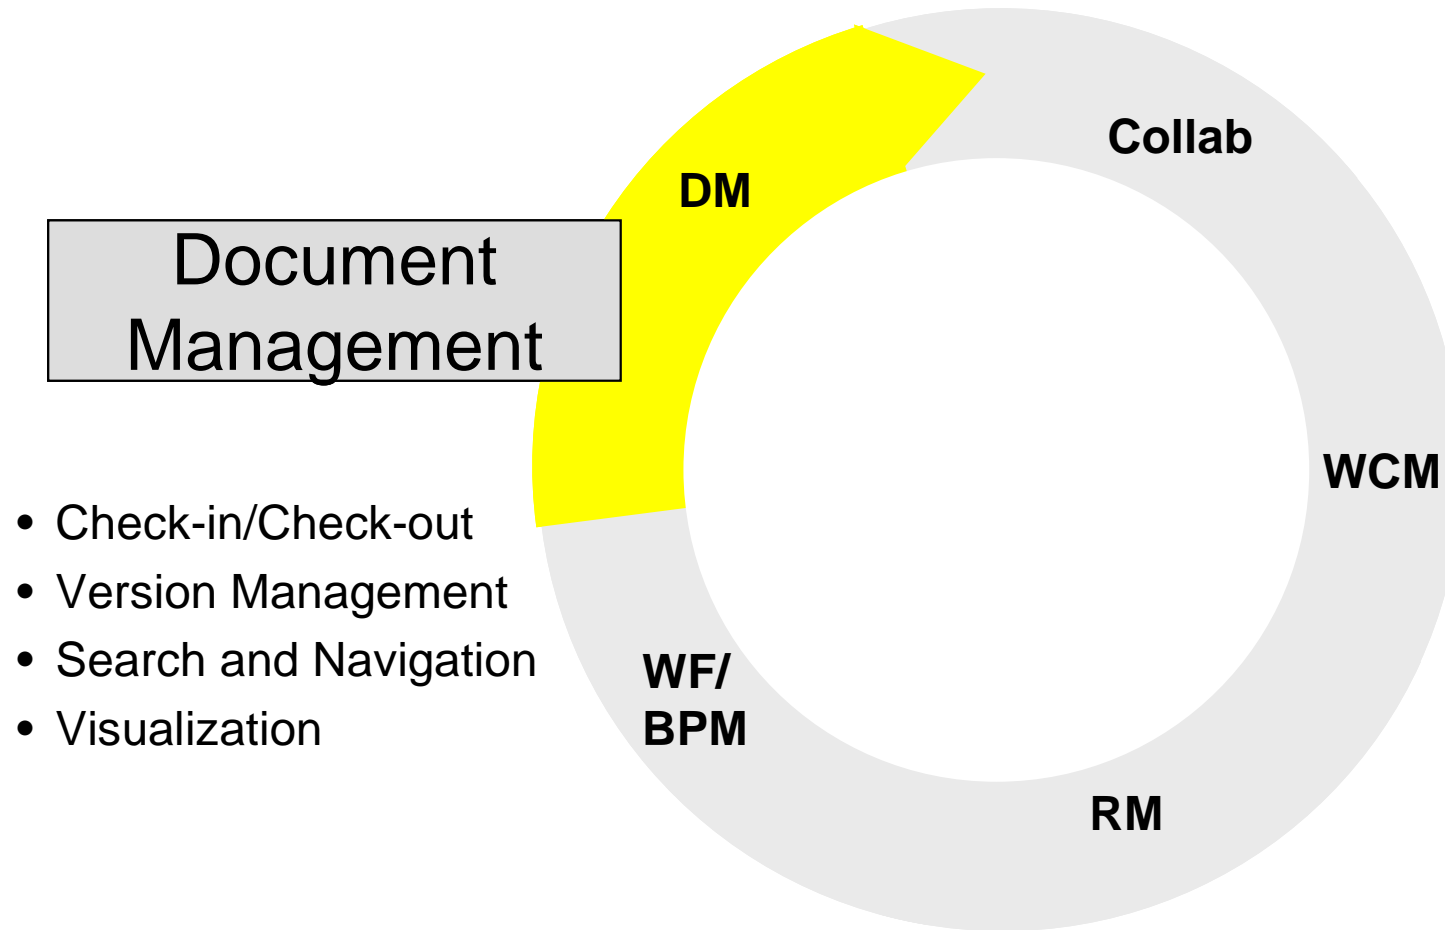 Collab
DM
Document
Management
WCM
• Check-in/Check-out
• Version Management
• Search and Navigation
• Visualization
WF/
BPM
RM